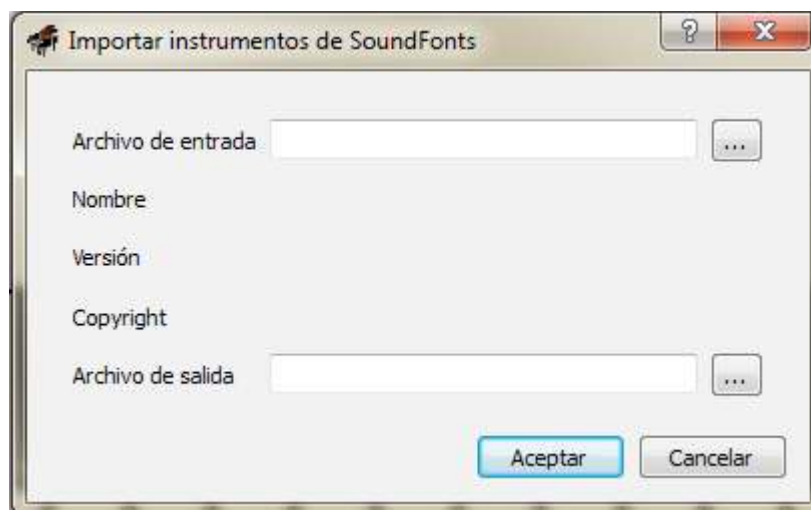 Importar instrumentos de SoundFonts
Archivo de entrada ...
Nombre
Versión
Copyright
Archivo de salida ...
Aceptar Cancelar